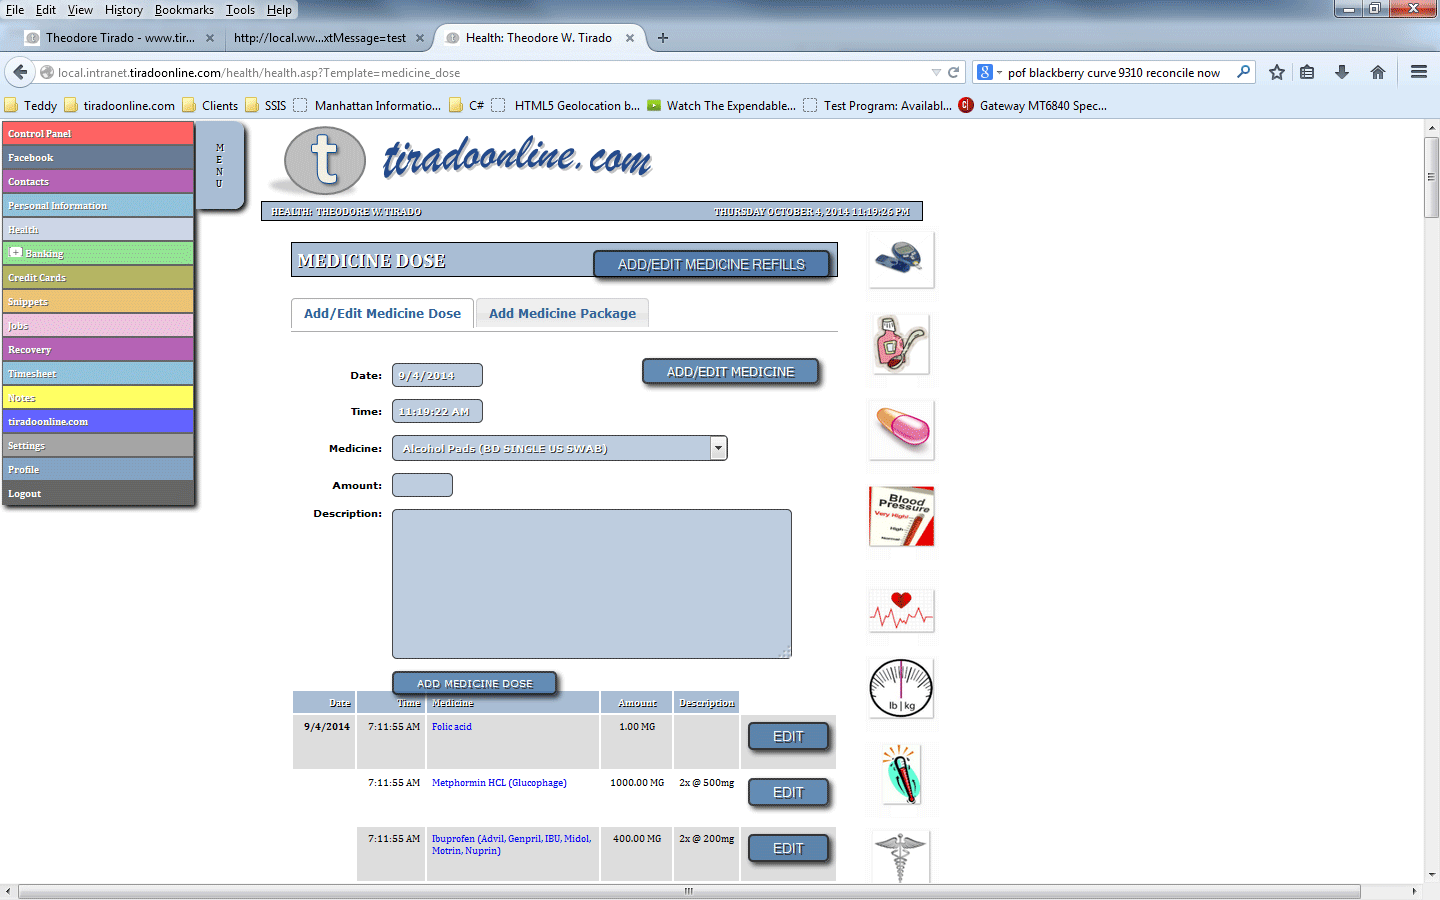 File Edit View History Bookmarks Tools Help
Theodore Tirado - www.tir... × http://local.ww...xtMessage=test × Health: Theodore W. Tirado × +
local.intranet.tiradoonline.com/health/health.asp?Template=medicine_dose
pof blackberry curve 9310 reconcile now
Teddy tiradoonline.com Clients SSIS Manhattan Informatio... C# HTML5 Geolocation b... Watch The Expendable... Test Program: Availabl... Gateway MT6840 Spec...
Control Panel
Facebook
Contacts
Personal Information
Health
Banking
Credit Cards
Snippets
Jobs
Recovery
Timesheet
Notes
tiradoonline.com
Settings
Profile
Logout
M
E
N
U
t tiradoonline.com
HEALTH: THEODORE W. TIRADO THURSDAY OCTOBER 4, 2014 11:19:26 PM
MEDICINE DOSE ADD/EDIT MEDICINE REFILLS
Add/Edit Medicine Dose Add Medicine Package
Date: 9/4/2014 ADD/EDIT MEDICINE
Time: 11:19:22 AM
Medicine: Alcohol Pads (BD SINGLE US SWAB)
Amount:
Description:
ADD MEDICINE DOSE
Date Time Medicine Amount Description
9/4/2014 7:11:55 AM Folic acid 1.00 MG EDIT
7:11:55 AM Metphormin HCL (Glucophage) 1000.00 MG 2x @ 500mg EDIT
7:11:55 AM Ibuprofen (Advil, Genpril, IBU, Midol, 400.00 MG 2x @ 200mg EDIT
Motrin, Nuprin)
Blood
Pressure
Very High
High
Normal
lb | kg